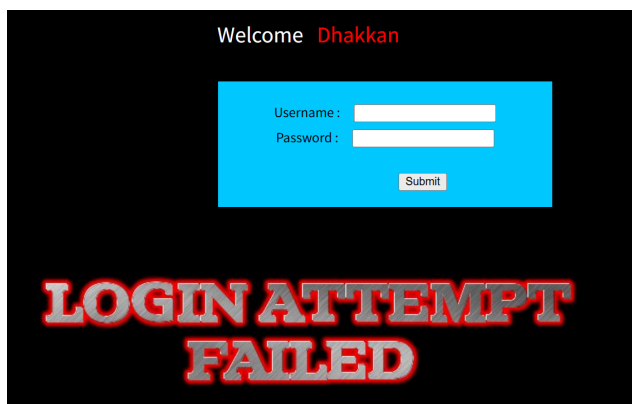 Welcome Dhakkan
Username :
Password :
Submit
LOGIN ATTEMPT
FAILED